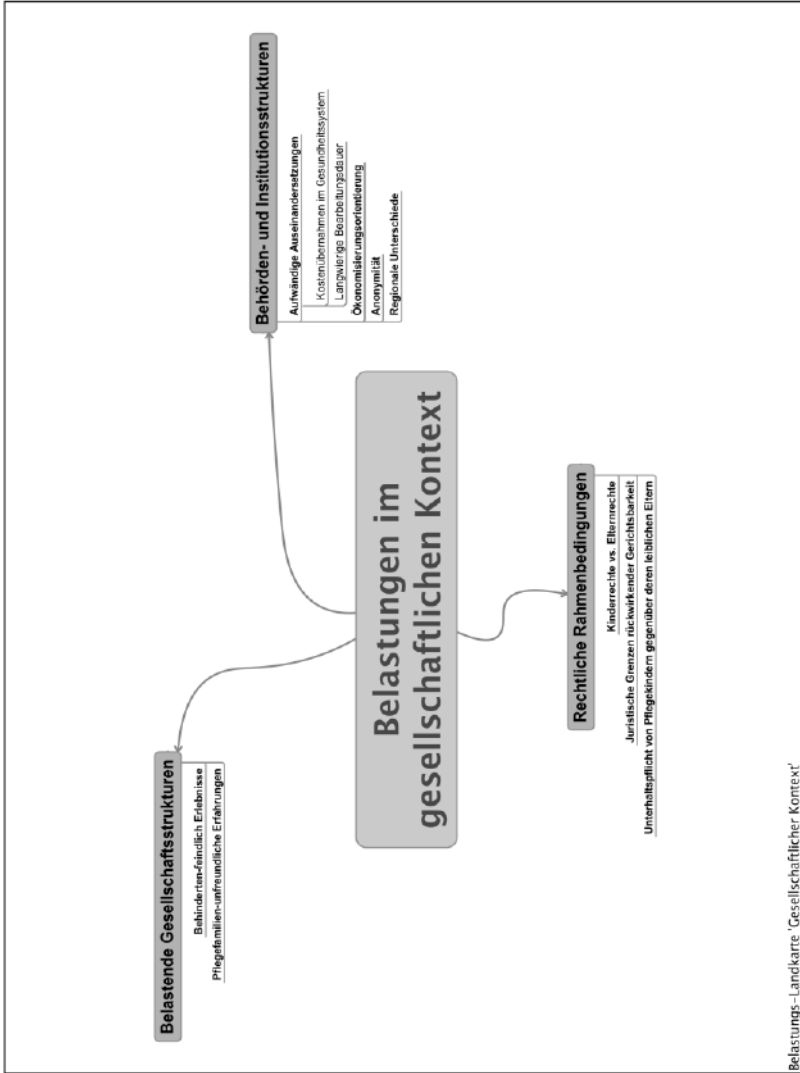 Belastungen im
gesellschaftlichen Kontext
Behörden- und Institutionsstrukturen
Aufwändige Auseinandersetzungen
Kostenübernahmen im Gesundheitssystem
Langwierige Bearbeitungsdauer
Ökonomisierungsorientierung
Anonymität
Regionale Unterschiede
Rechtliche Rahmenbedingungen
Kinderrechte vs. Elternrechte
Juristische Grenzen rückwirkender Gerichtsbarkeit
Unterhaltspflicht von Pflegekindern gegenüber deren leiblichen Eltern
Belastende Gesellschaftsstrukturen
Behinderten-feindlich Erlebnisse
Pflegefamilien-unfreundliche Erfahrungen
Belastungs-Landkarte 'Gesellschaftlicher Kontext'